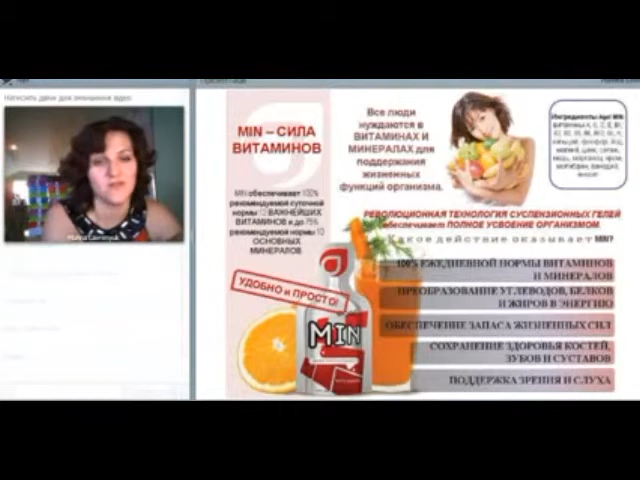 MIN – СИЛА
ВИТАМИНОВ
MIN обеспечивает 100%
рекомендуемой суточной
нормы 12 ВАЖНЕЙШИХ
ВИТАМИНОВ и до 75%
рекомендуемой нормы 10
ОСНОВНЫХ
МИНЕРАЛОВ
УДОБНО и ПРОСТО!
MIN
Все люди
нуждаются в
ВИТАМИНАХ И
МИНЕРАЛАХ для
поддержания
жизненных
функций организма.
РЕВОЛЮЦИОННАЯ ТЕХНОЛОГИЯ СУСПЕНЗИОННЫХ ГЕЛЕЙ
обеспечивает ПОЛНОЕ УСВОЕНИЕ ОРГАНИЗМОМ
Какое действие оказывает MIN?
100% ЕЖЕДНЕВНОЙ НОРМЫ ВИТАМИНОВ
И МИНЕРАЛОВ
ПРЕОБРАЗОВАНИЕ УГЛЕВОДОВ, БЕЛКОВ
И ЖИРОВ В ЭНЕРГИЮ
ОБЕСПЕЧЕНИЕ ЗАПАСА ЖИЗНЕННЫХ СИЛ
СОХРАНЕНИЕ ЗДОРОВЬЯ КОСТЕЙ,
ЗУБОВ И СУСТАВОВ
ПОДДЕРЖКА ЗРЕНИЯ И СЛУХА